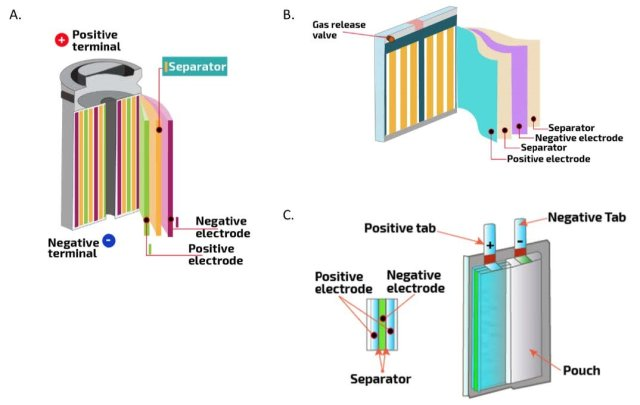 A.
+
Positive
terminal
Separator
Negative
electrode
Positive
electrode
Negative
terminal
-
B.
Gas release
valve
Separator
Negative electrode
Separator
Positive electrode
C.
Positive tab
Negative Tab
+
-
Positive
electrode
Negative
electrode
Separator
Pouch